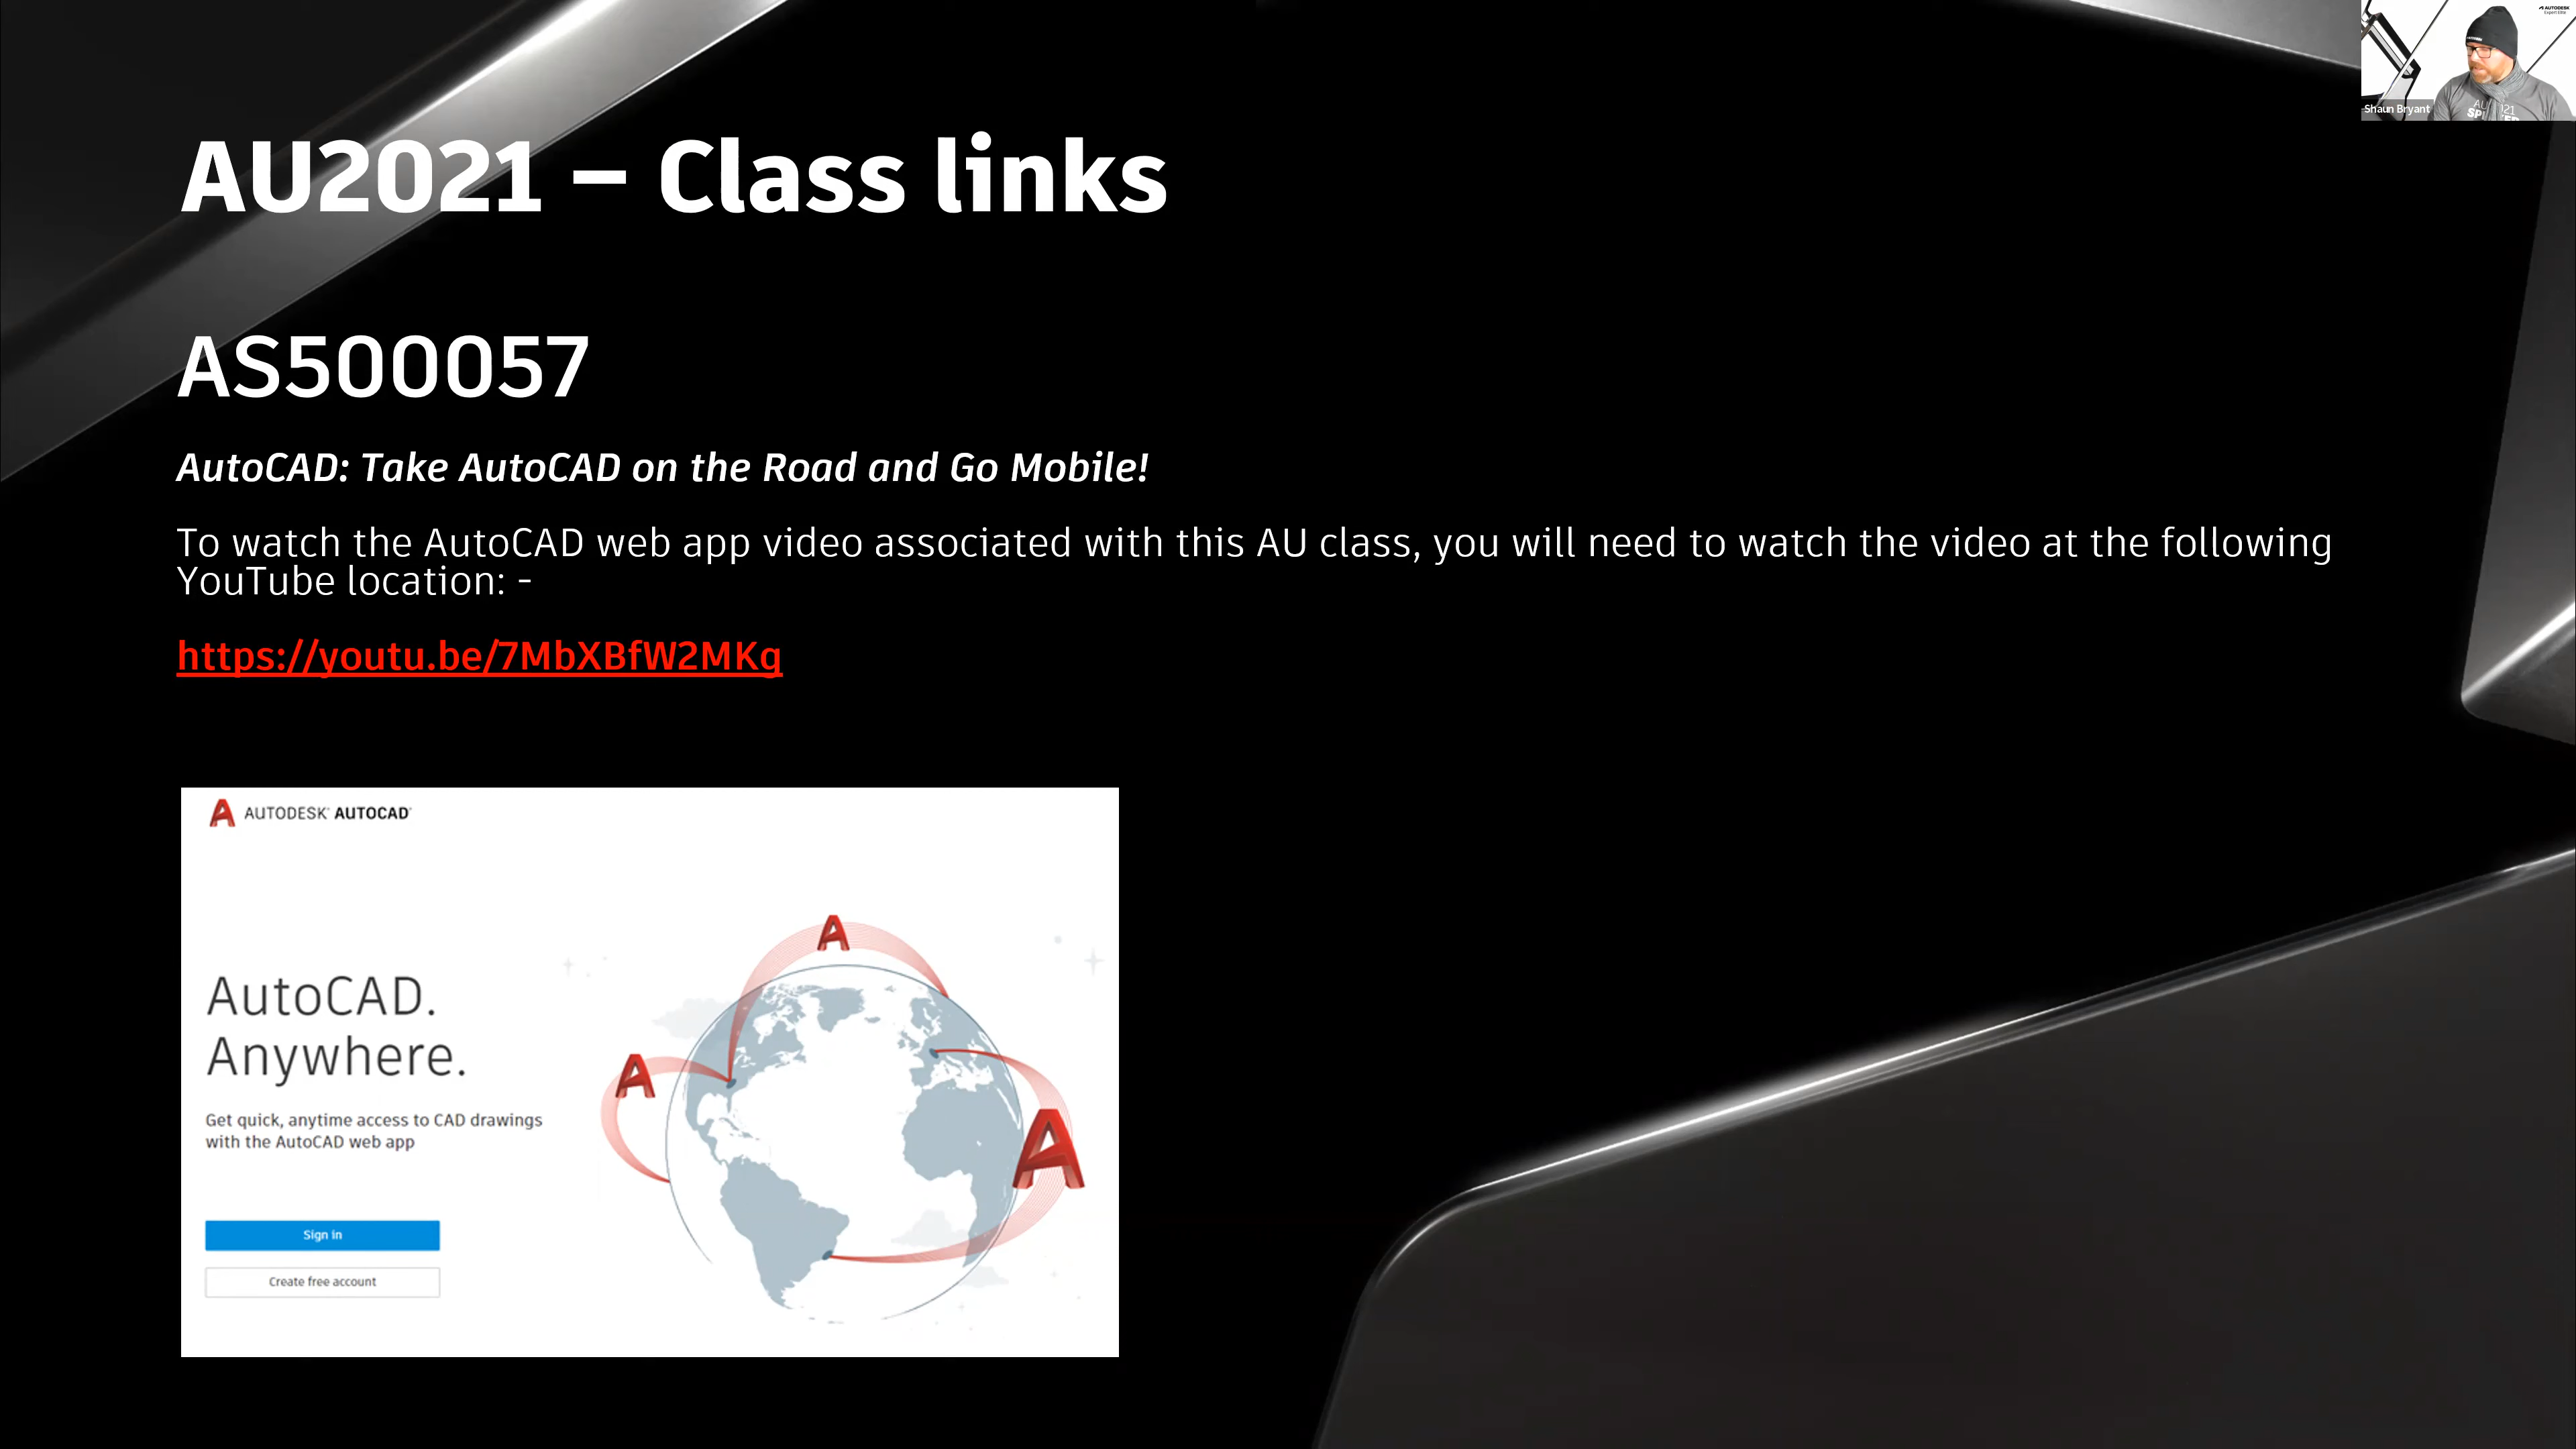 AUTODESK
Expert Elite
Shaun Bryant
AU2021 – Class links
AS500057
AutoCAD: Take AutoCAD on the Road and Go Mobile!
To watch the AutoCAD web app video associated with this AU class, you will need to watch the video at the following
YouTube location: -
https://youtu.be/7MbXBfW2MKg
AUTODESK® AUTOCAD®
AutoCAD.
Anywhere.
Get quick, anytime access to CAD drawings
with the AutoCAD web app
Sign in
Create free account